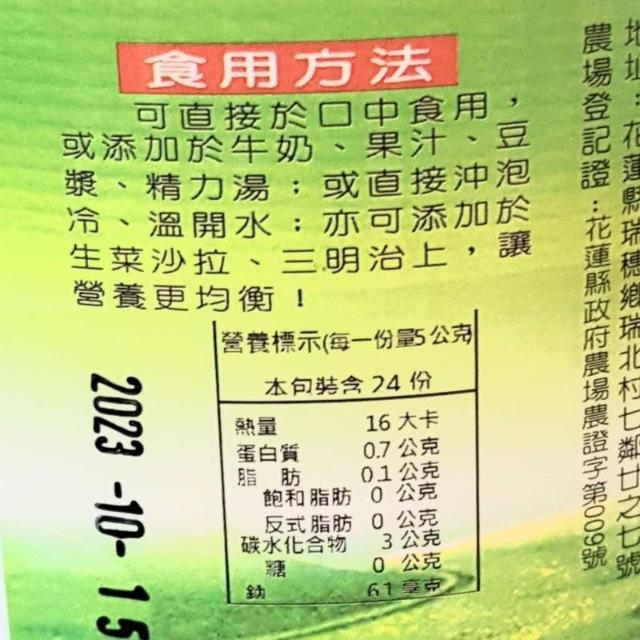 食用方法
可直接於口中食用，
或添加於牛奶、果汁、豆
漿、精力湯；或直接沖泡
冷、溫開水；亦可添加於
生菜沙拉、三明治上，讓
營養更均衡！
營養標示(每一份量5公克)
本包裝含 24 份
熱量 16 大卡
蛋白質 0.7 公克
脂肪 0.1 公克
飽和脂肪 0 公克
反式脂肪 0 公克
碳水化合物 3 公克
糖 0 公克
鈉 61 毫克
2023-10-15
地址：花蓮縣瑞穗鄉瑞北村七鄰廿之七號
農場登記證：花蓮縣政府農場農證字第009號